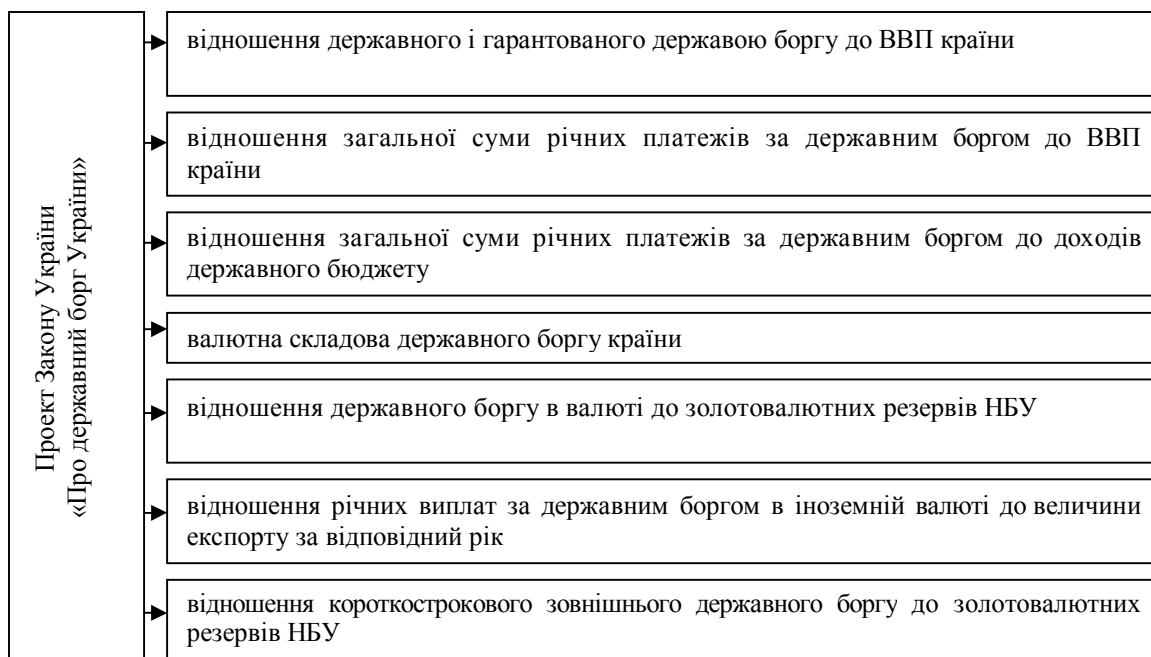 Проект Закону України
«Про державний борг України»
відношення державного і гарантованого державою боргу до ВВП країни
відношення загальної суми річних платежів за державним боргом до ВВП
країни
відношення загальної суми річних платежів за державним боргом до доходів
державного бюджету
валютна складова державного боргу країни
відношення державного боргу в валюті до золотовалютних резервів НБУ
відношення річних виплат за державним боргом в іноземній валюті до величини
експорту за відповідний рік
відношення короткострокового зовнішнього державного боргу до золотовалютних
резервів НБУ